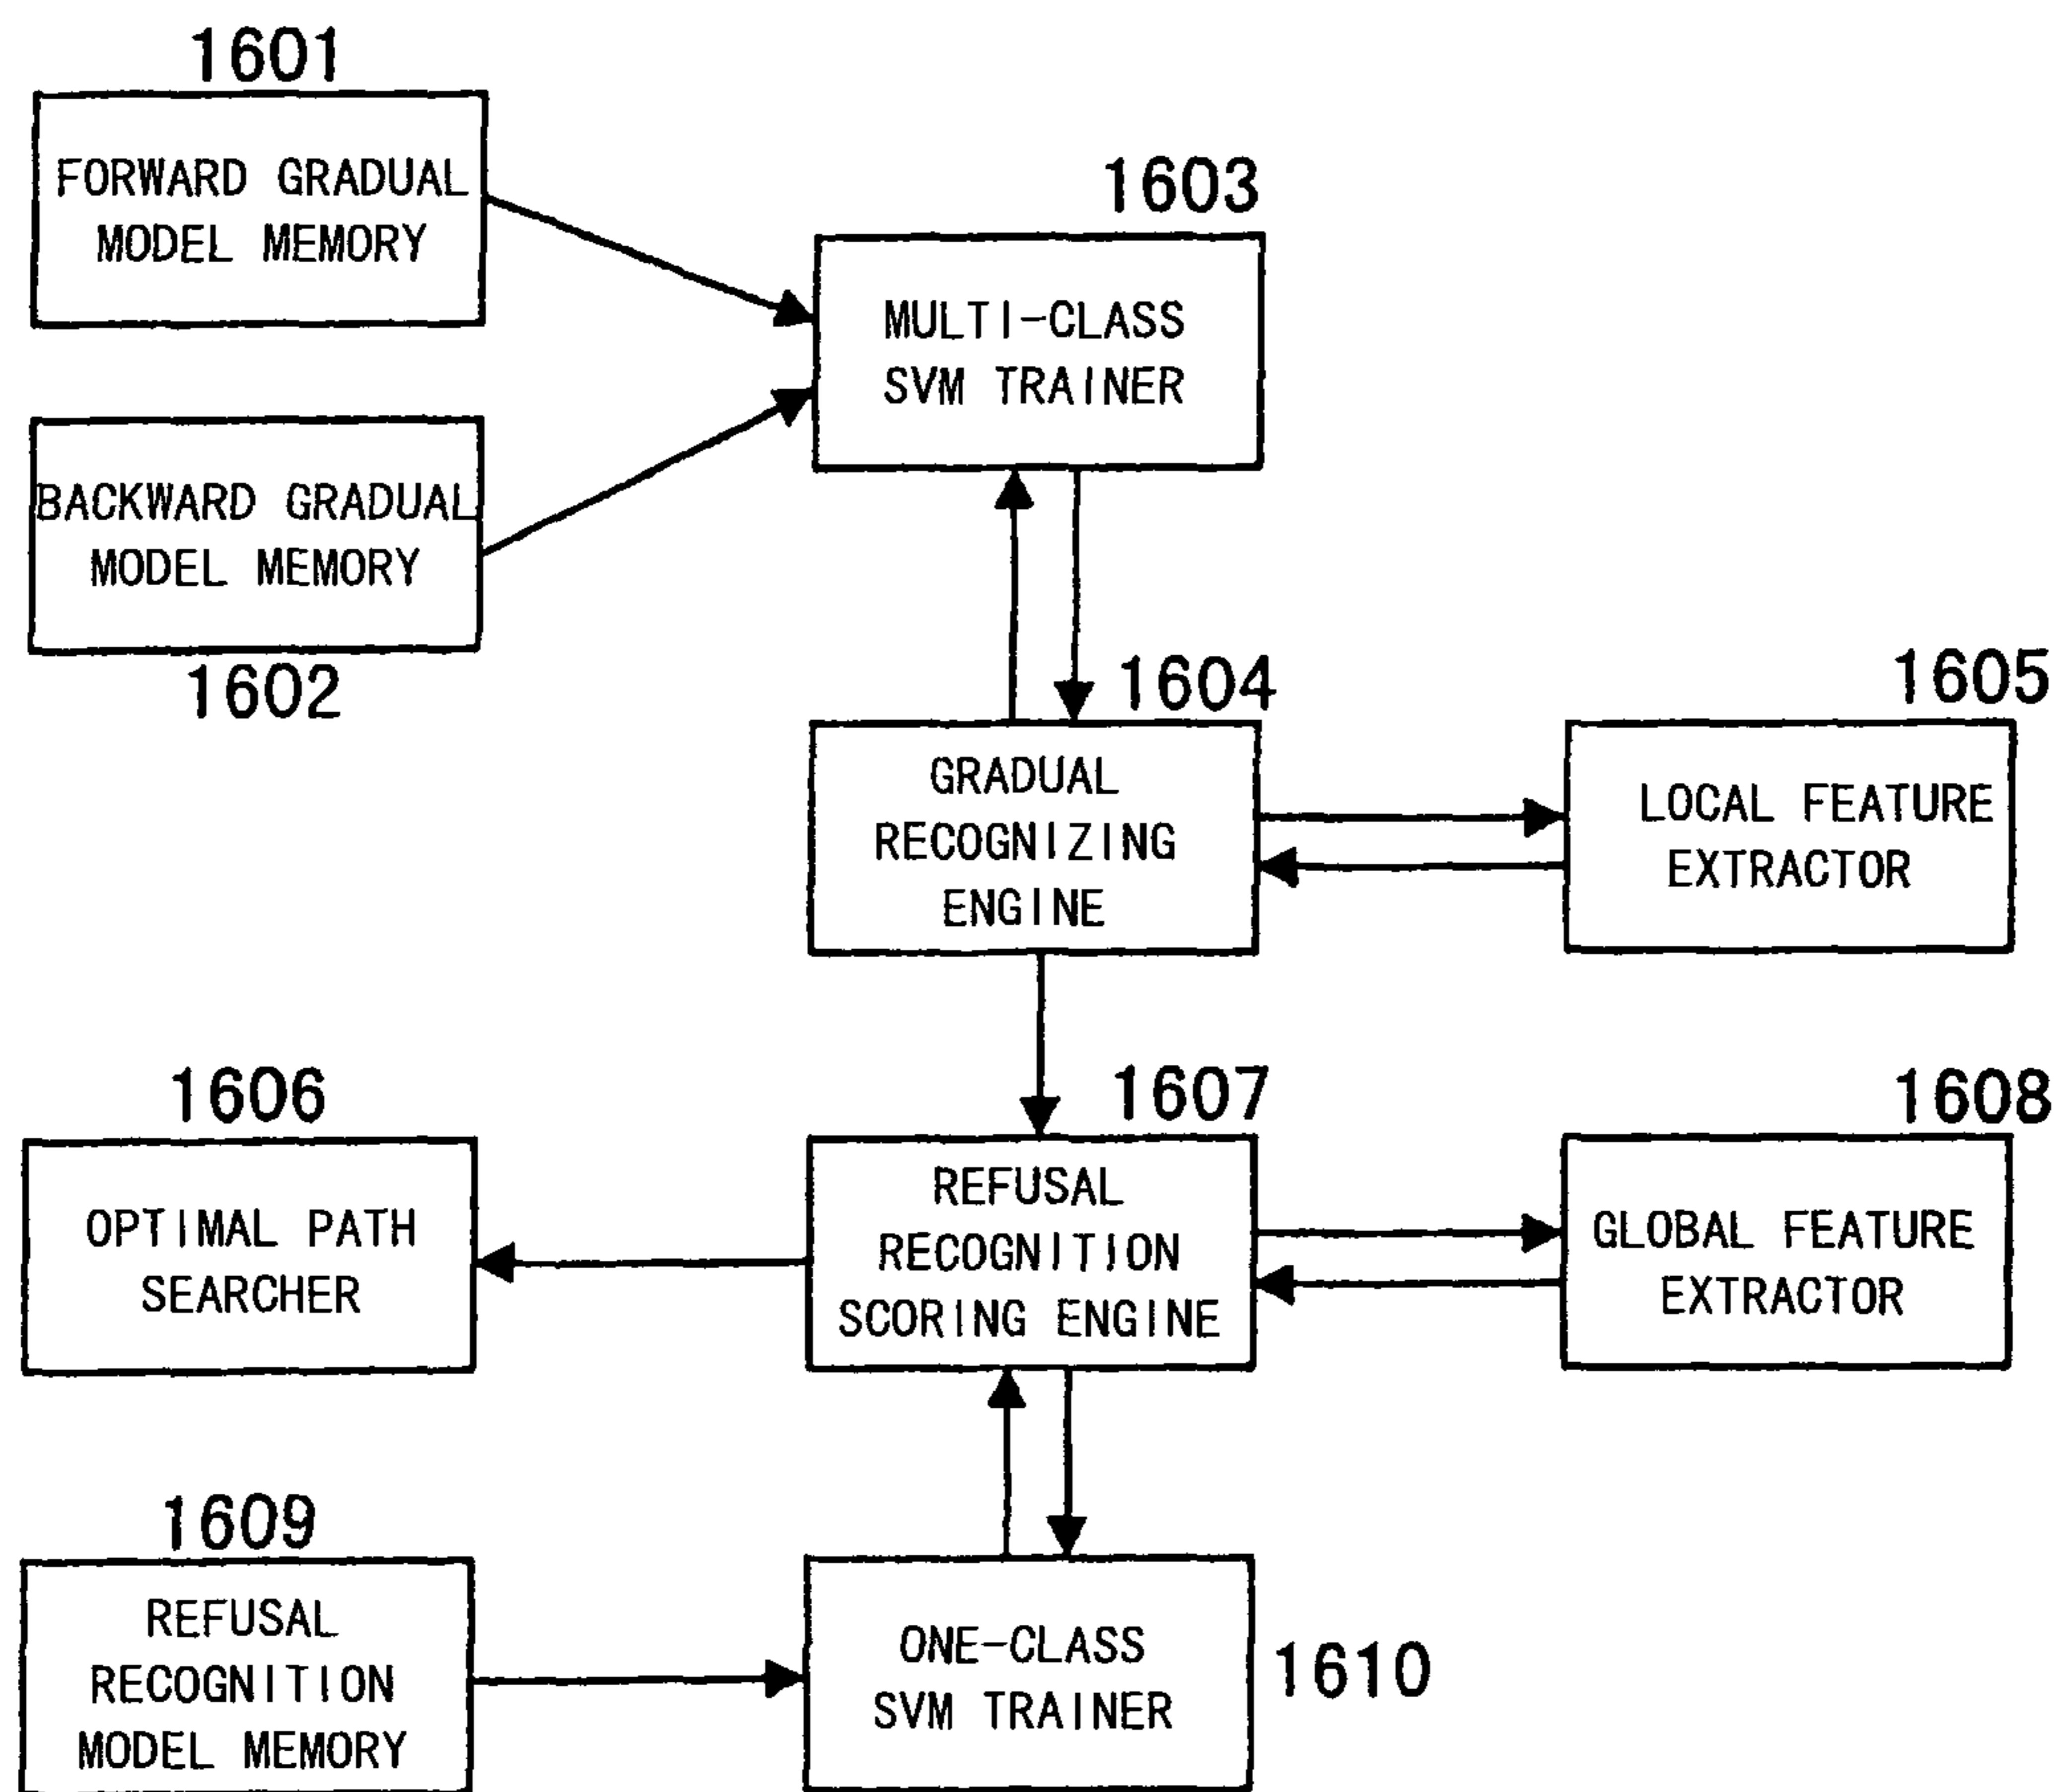 1601
FORWARD GRADUAL
MODEL MEMORY
1603
MULTI-CLASS
SVM TRAINER
BACKWARD GRADUAL
MODEL MEMORY
1602
1604
GRADUAL
RECOGNIZING
ENGINE
1605
LOCAL FEATURE
EXTRACTOR
1606
OPTIMAL PATH
SEARCHER
1607
REFUSAL
RECOGNITION
SCORING ENGINE
1608
GLOBAL FEATURE
EXTRACTOR
1609
REFUSAL
RECOGNITION
MODEL MEMORY
ONE-CLASS
SVM TRAINER
1610